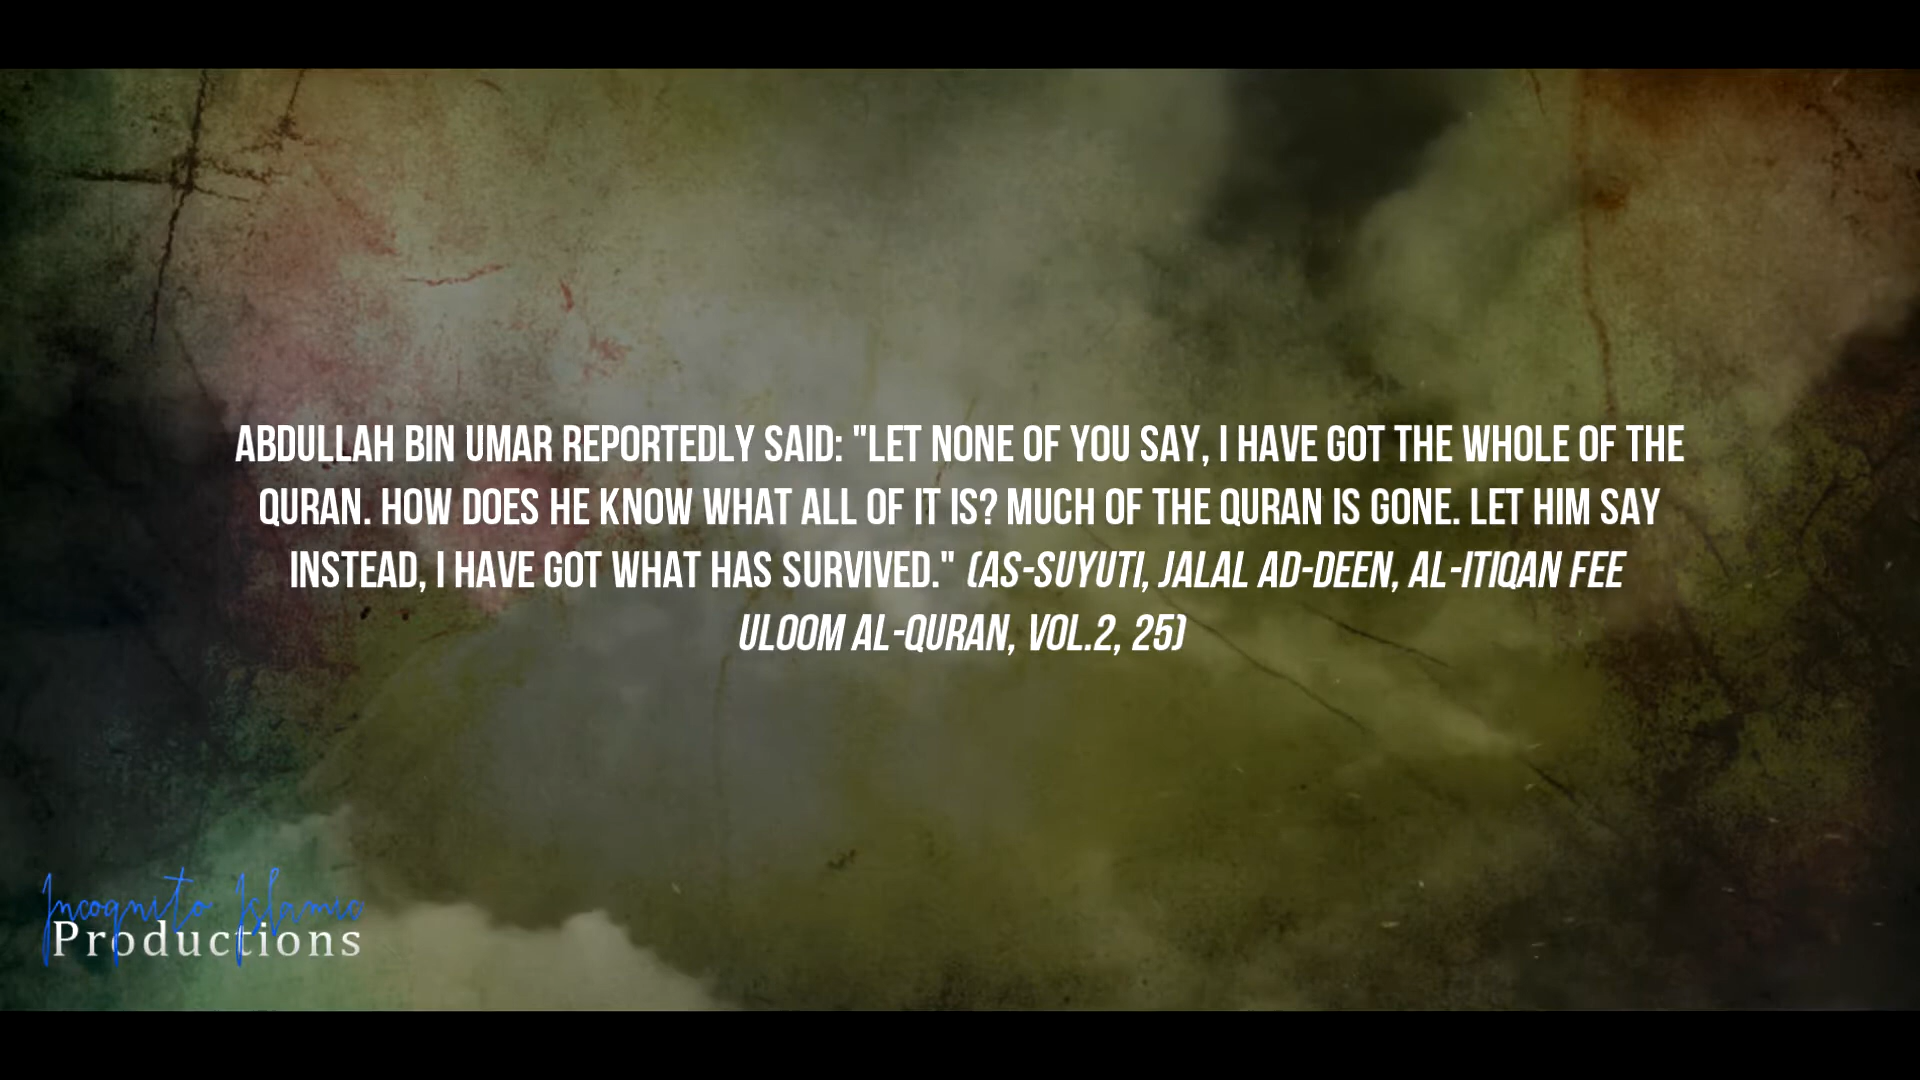 ABDULLAH BIN UMAR REPORTEDLY SAID: "LET NONE OF YOU SAY, I HAVE GOT THE WHOLE OF THE
QURAN. HOW DOES HE KNOW WHAT ALL OF IT IS? MUCH OF THE QURAN IS GONE. LET HIM SAY
INSTEAD, I HAVE GOT WHAT HAS SURVIVED." (AS-SUYUTI, JALAL AD-DEEN, AL-ITIQAN FEE
ULOOM AL-QURAN, VOL.2, 25)
Incognito Islamic
Productions